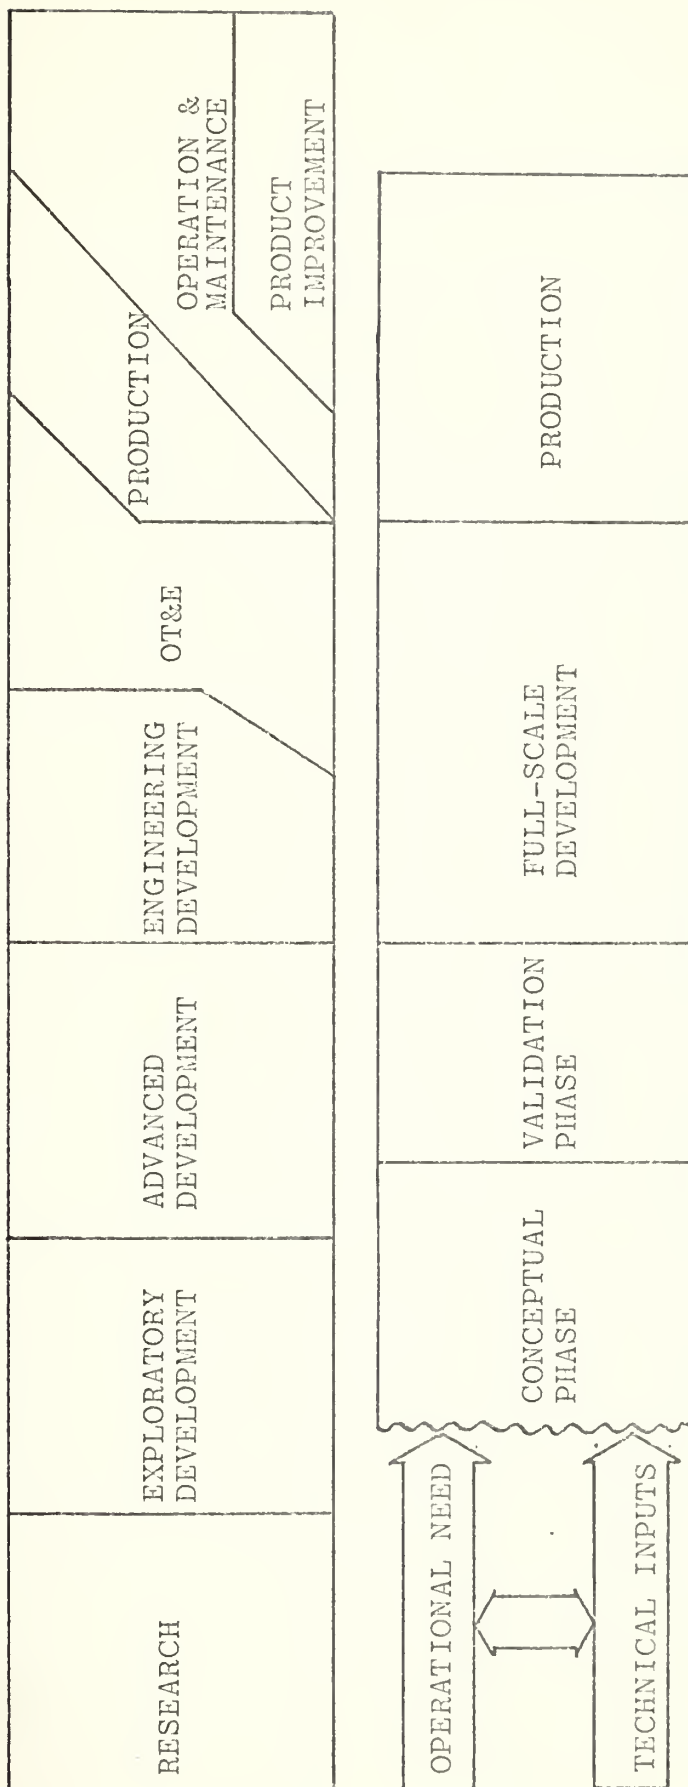 RESEARCH
EXPLORATORY
DEVELOPMENT
ADVANCED
DEVELOPMENT
ENGINEERING
DEVELOPMENT
OT&E
PRODUCTION
OPERATION &
MAINTENANCE
PRODUCT
IMPROVEMENT
OPERATIONAL NEED
TECHNICAL INPUTS
CONCEPTUAL
PHASE
VALIDATION
PHASE
FULL-SCALE
DEVELOPMENT
PRODUCTION